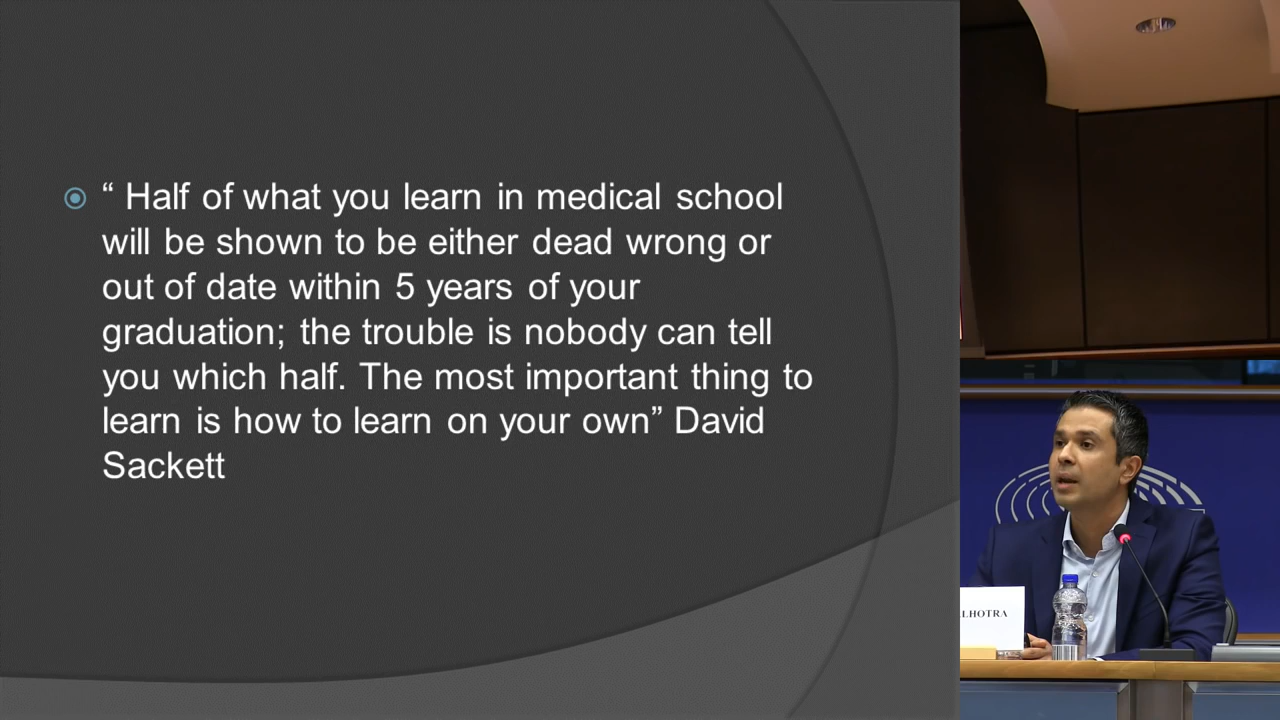 “ Half of what you learn in medical school
will be shown to be either dead wrong or
out of date within 5 years of your
graduation; the trouble is nobody can tell
you which half. The most important thing to
learn is how to learn on your own” David
Sackett
LHOTRA